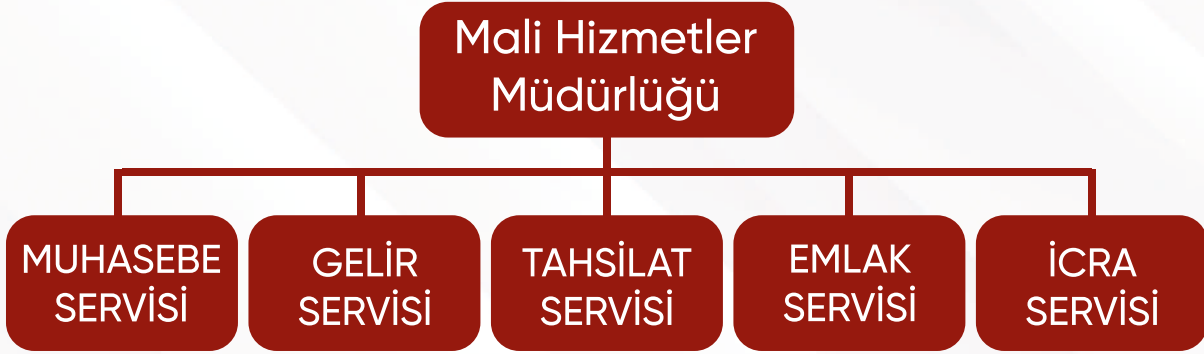 Mali Hizmetler
Müdürlüğü
MUHASEBE
SERVİSİ
GELİR
SERVİSİ
TAHSİLAT
SERVİSİ
EMLAK
SERVİSİ
İCRA
SERVİSİ